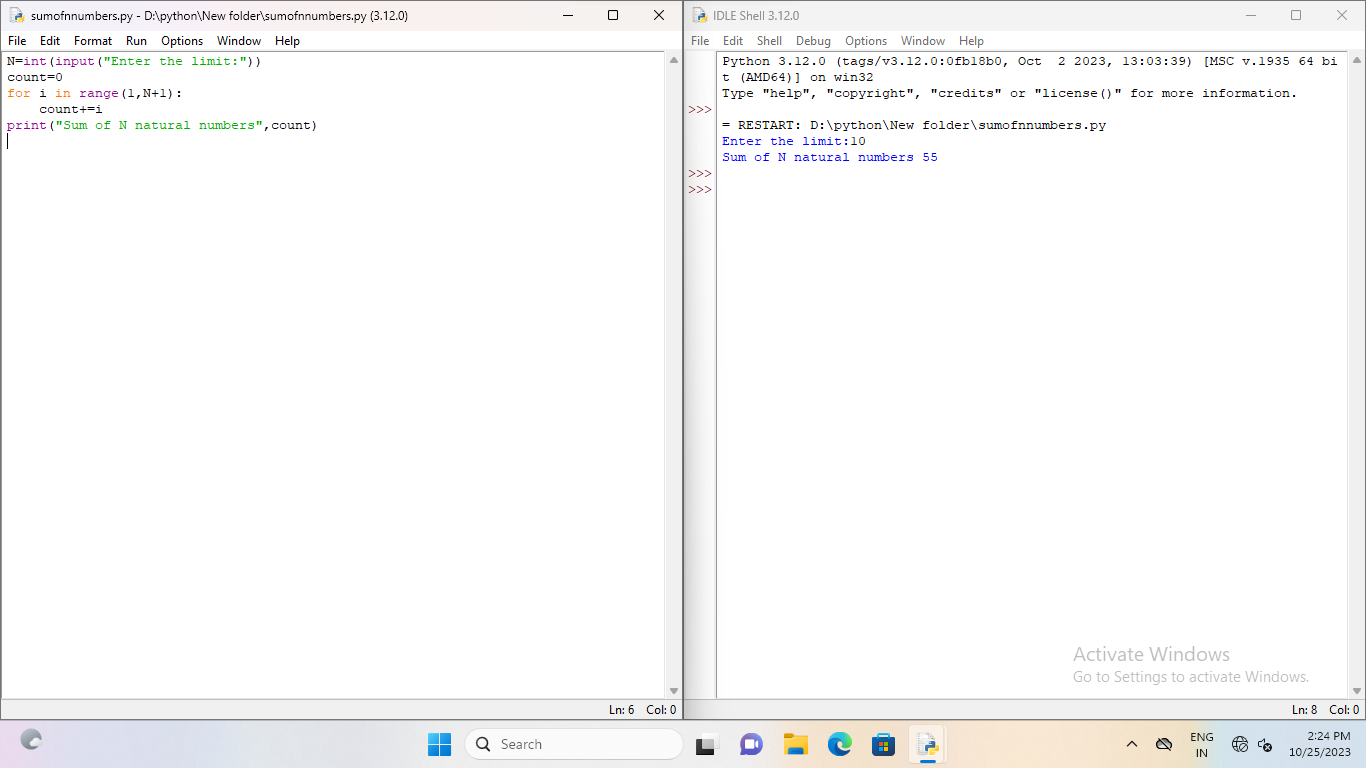 sumofnnumbers.py - D:\python\New folder\sumofnnumbers.py (3.12.0)
File Edit Format Run Options Window Help
N=int(input("Enter the limit:"))
count=0
for i in range(1,N+1):
    count+=i
print("Sum of N natural numbers",count)
Ln: 6 Col: 0
IDLE Shell 3.12.0
File Edit Shell Debug Options Window Help
Python 3.12.0 (tags/v3.12.0:0fb18b0, Oct  2 2023, 13:03:39) [MSC v.1935 64 bi
t (AMD64)] on win32
Type "help", "copyright", "credits" or "license()" for more information.
>>>
= RESTART: D:\python\New folder\sumofnnumbers.py
Enter the limit:10
Sum of N natural numbers 55
>>>
>>>
Activate Windows
Go to Settings to activate Windows.
Ln: 8 Col: 0
Search
ENG
IN
2:24 PM
10/25/2023